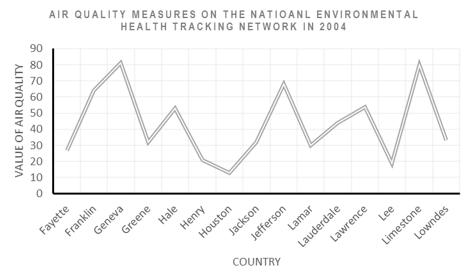 AIR QUALITY MEASURES ON THE NATIOANL ENVIRONMENTAL
HEALTH TRACKING NETWORK IN 2004
VALUE OF AIR QUALITY
90
80
70
60
50
40
30
20
10
0
Fayette
Franklin
Geneva
Greene
Hale
Henry
Houston
Jackson
Jefferson
Lamar
Lauderdale
Lawrence
Lee
Limestone
Lowndes
COUNTRY